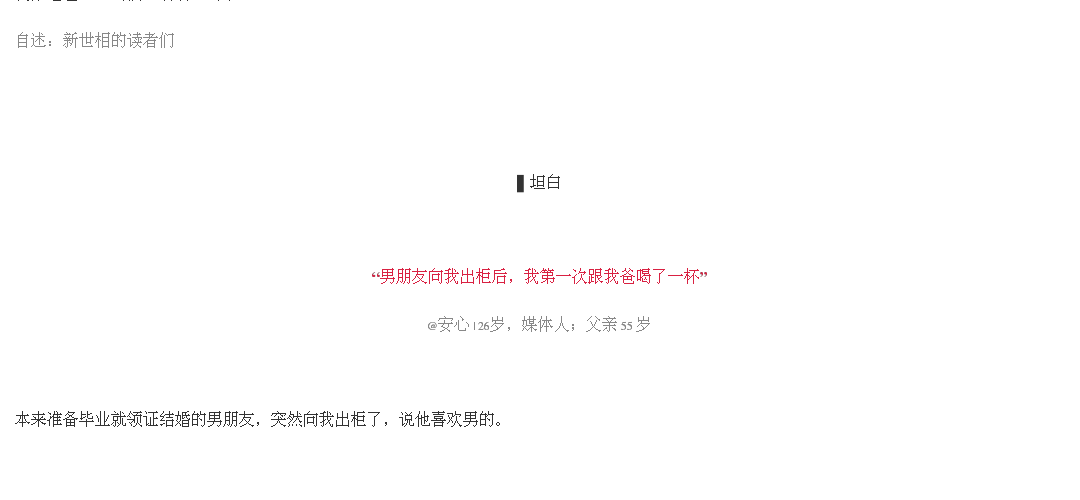 自述：新世相的读者们
坦白
“男朋友向我出柜后，我第一次跟我爸喝了一杯”
@安心 | 26岁，媒体人；父亲 55 岁
本来准备毕业就领证结婚的男朋友，突然向我出柜了，说他喜欢男的。